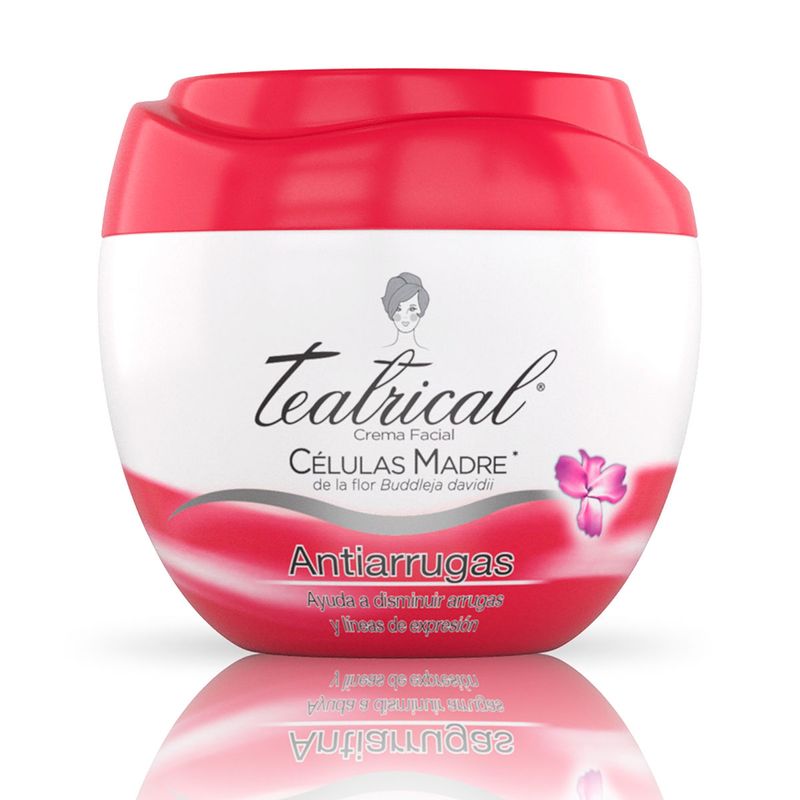 Teatrical®
Crema Facial
CÉLULAS MADRE*
de la flor Buddleja davidii
Antiarrugas
Ayuda a disminuir arrugas
y líneas de expresión